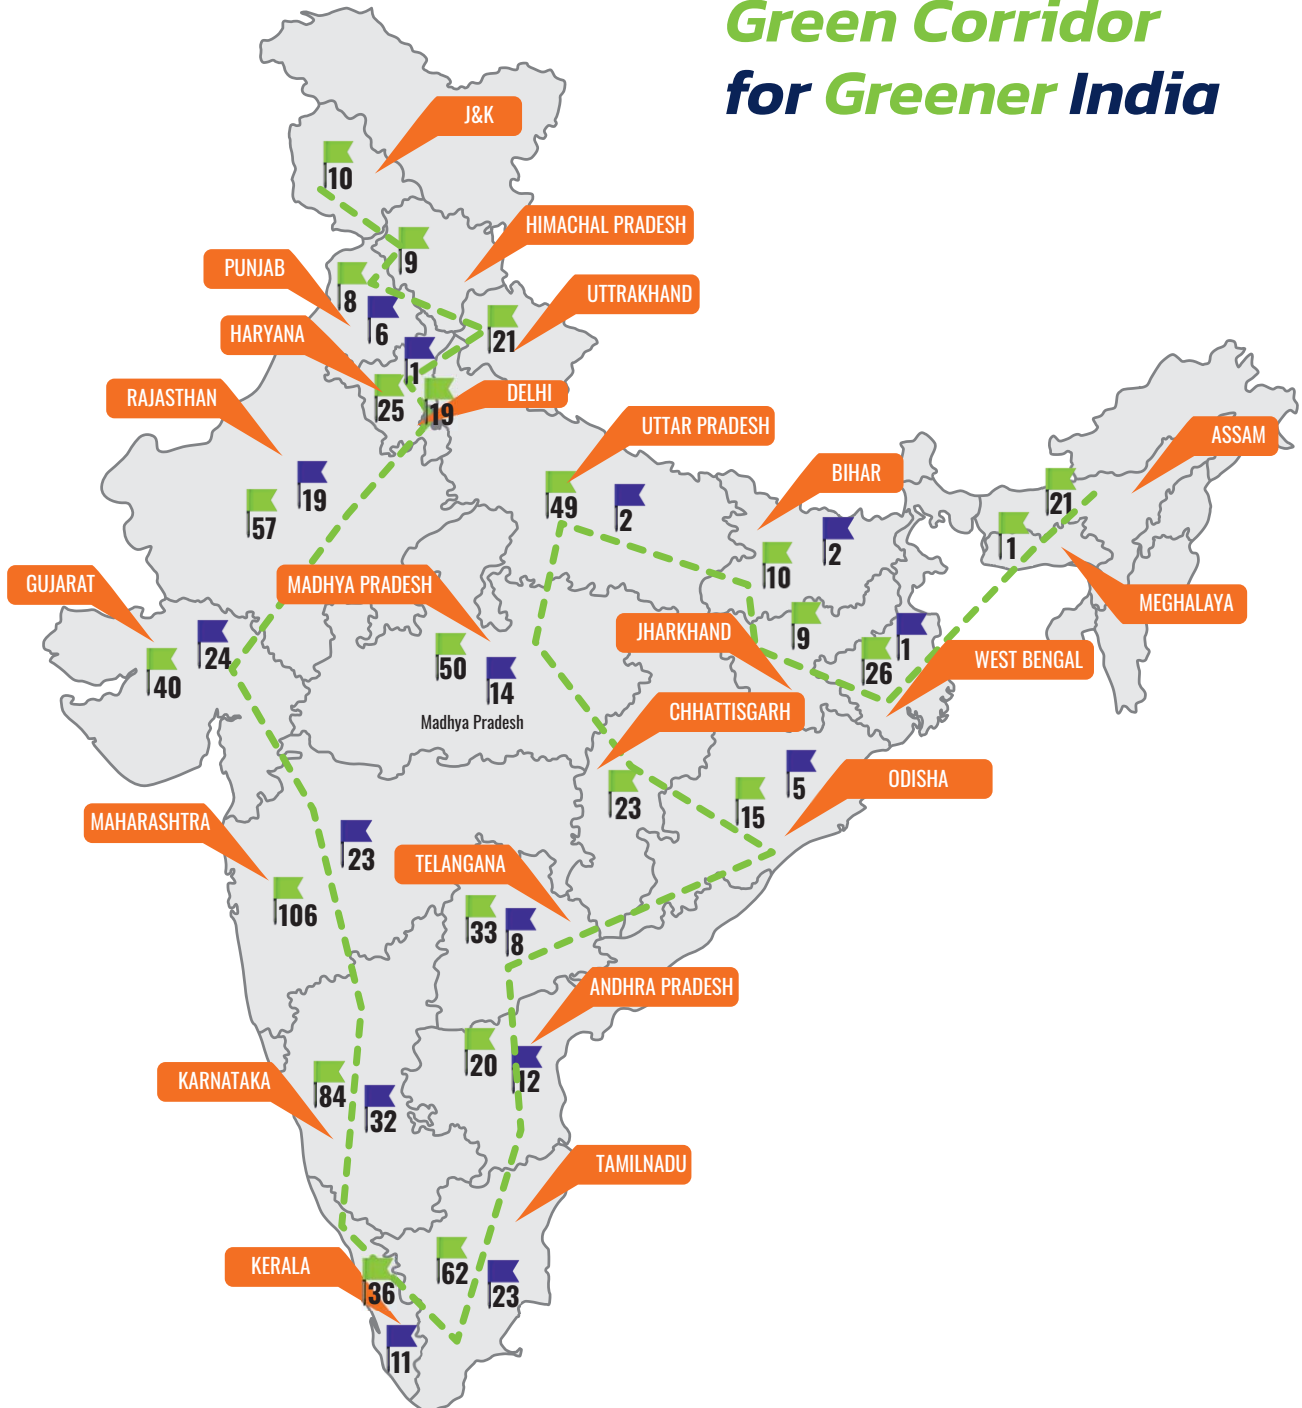 Green Corridor
for Greener India
J&K
10
HIMACHAL PRADESH
9
PUNJAB
8
6
UTTRAKHAND
21
HARYANA
1
25
DELHI
19
RAJASTHAN
19
57
UTTAR PRADESH
49
2
BIHAR
2
10
ASSAM
21
1
MEGHALAYA
GUJARAT
24
40
MADHYA PRADESH
50
14
Madhya Pradesh
JHARKHAND
9
1
26
WEST BENGAL
CHHATTISGARH
23
ODISHA
5
15
MAHARASHTRA
23
106
TELANGANA
33
8
ANDHRA PRADESH
20
12
KARNATAKA
84
32
TAMILNADU
62
23
KERALA
36
11